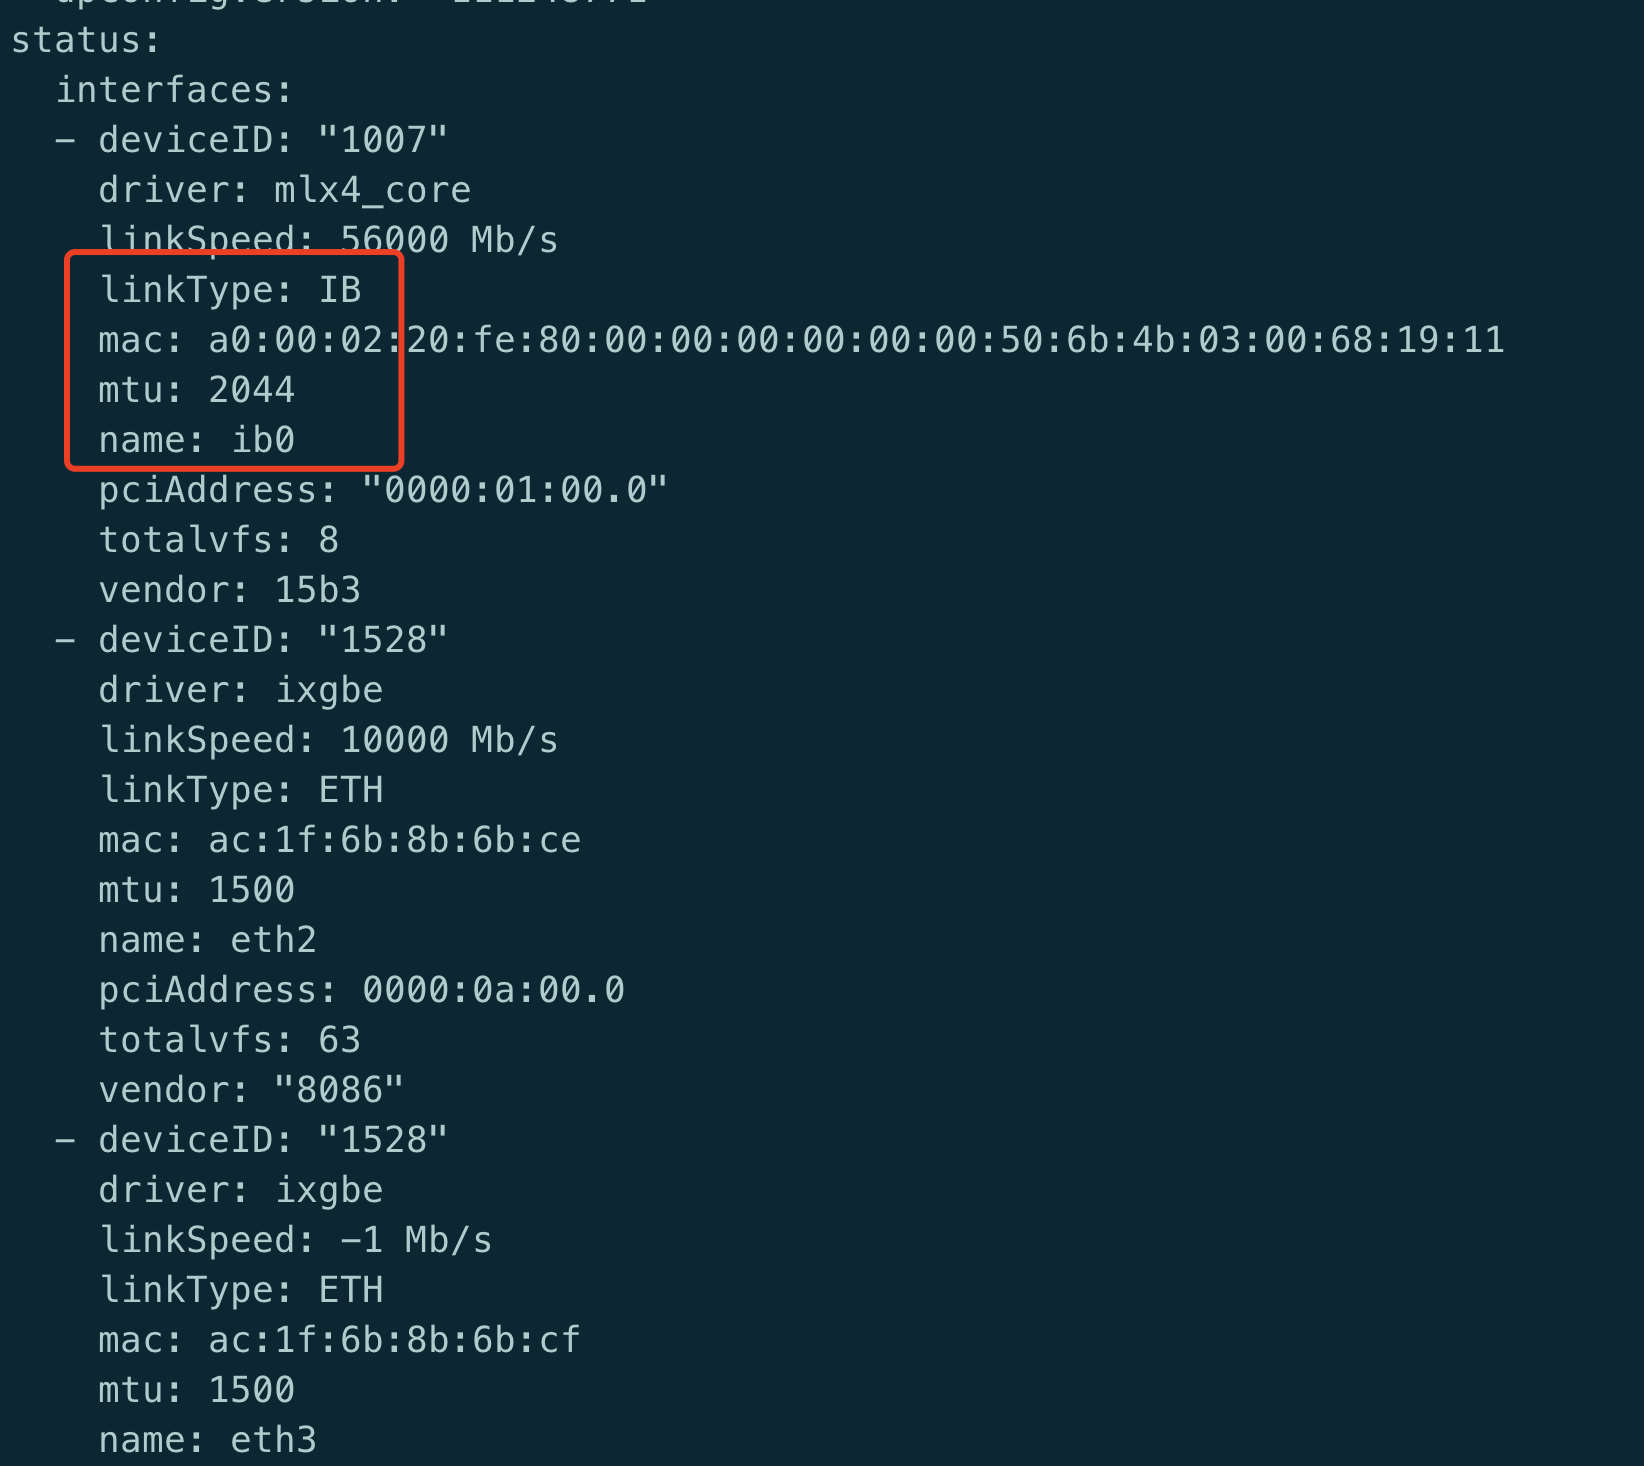 status:
  interfaces:
  - deviceID: "1007"
    driver: mlx4_core
    linkSpeed: 56000 Mb/s
    linkType: IB
    mac: a0:00:02:20:fe:80:00:00:00:00:00:00:50:6b:4b:03:00:68:19:11
    mtu: 2044
    name: ib0
    pciAddress: "0000:01:00.0"
    totalvfs: 8
    vendor: 15b3
  - deviceID: "1528"
    driver: ixgbe
    linkSpeed: 10000 Mb/s
    linkType: ETH
    mac: ac:1f:6b:8b:6b:ce
    mtu: 1500
    name: eth2
    pciAddress: 0000:0a:00.0
    totalvfs: 63
    vendor: "8086"
  - deviceID: "1528"
    driver: ixgbe
    linkSpeed: -1 Mb/s
    linkType: ETH
    mac: ac:1f:6b:8b:6b:cf
    mtu: 1500
    name: eth3